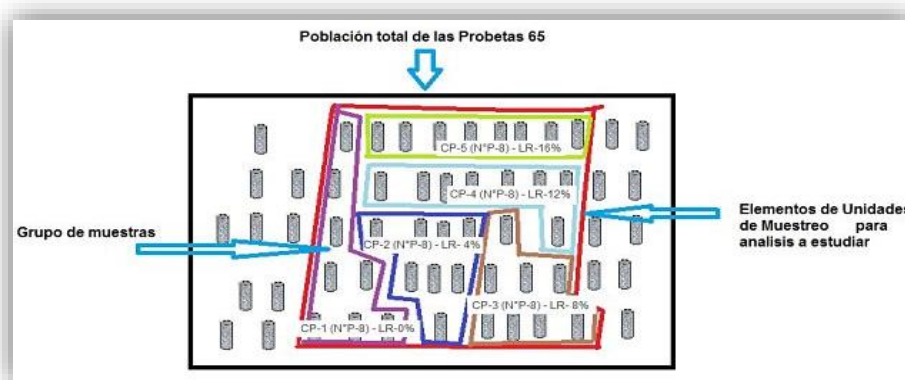 Población total de las Probetas 65
CP-5 (N°P-8) - LR-16%
CP-4 (N°P-8) - LR-12%
Grupo de muestras
CP-2 (N°P-8) - LR- 4%
Elementos de Unidades
de Muestreo para
analisis a estudiar
CP-3 (N°P-8) - LR- 8%
CP-1 (N°P-8) - LR-0%